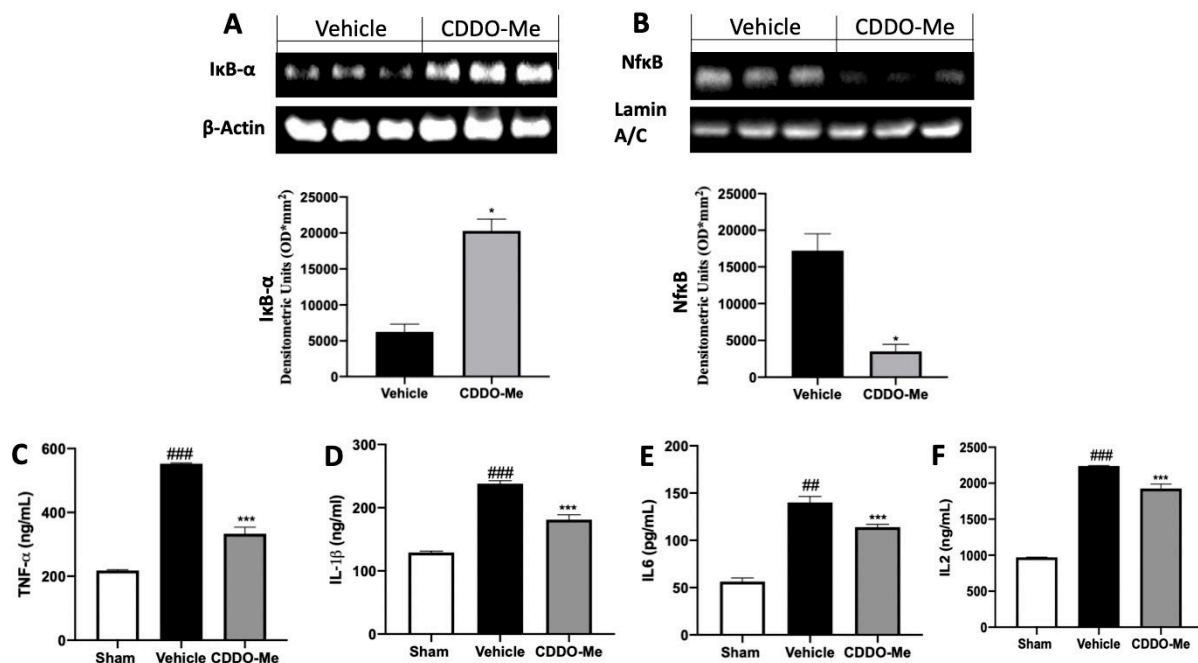 A
Vehicle CDDO-Me
IκB-α
β-Actin
B
Vehicle CDDO-Me
NfκB
Lamin
A/C
IκB-α
Densitometric Units (OD*mm²)
25000
20000
15000
10000
5000
0
*
Vehicle CDDO-Me
NfκB
Densitometric Units (OD*mm²)
25000
20000
15000
10000
5000
0
*
Vehicle CDDO-Me
C
TNF-α (ng/mL)
600
400
200
0
###
***
Sham Vehicle CDDO-Me
D
IL-1β (ng/ml)
300
200
100
0
###
***
Sham Vehicle CDDO-Me
E
IL6 (pg/mL)
200
150
100
50
0
##
***
Sham Vehicle CDDO-Me
F
IL2 (ng/mL)
2500
2000
1500
1000
500
0
###
***
Sham Vehicle CDDO-Me